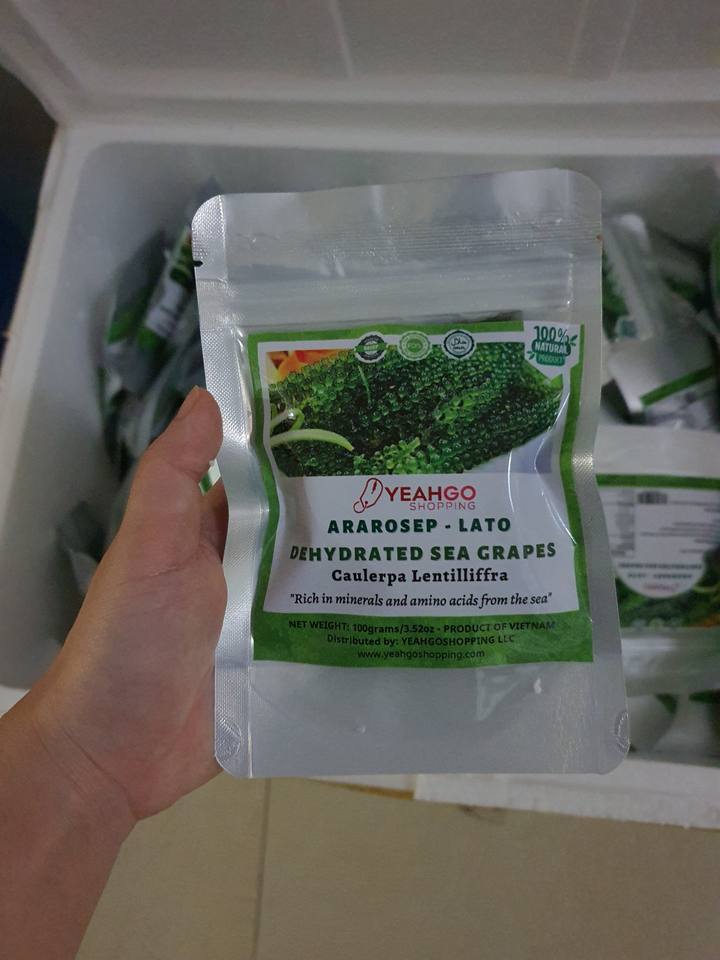 100%
NATURAL
PRODUCT
YEAHGO
SHOPPING
ARAROSEP - LATO
DEHYDRATED SEA GRAPES
Caulerpa Lentilliffra
"Rich in minerals and amino acids from the sea"
NET WEIGHT: 100grams/3.52oz - PRODUCT OF VIETNAM
Distributed by: YEAHGOSHOPPING LLC
www.yeahgoshopping.com